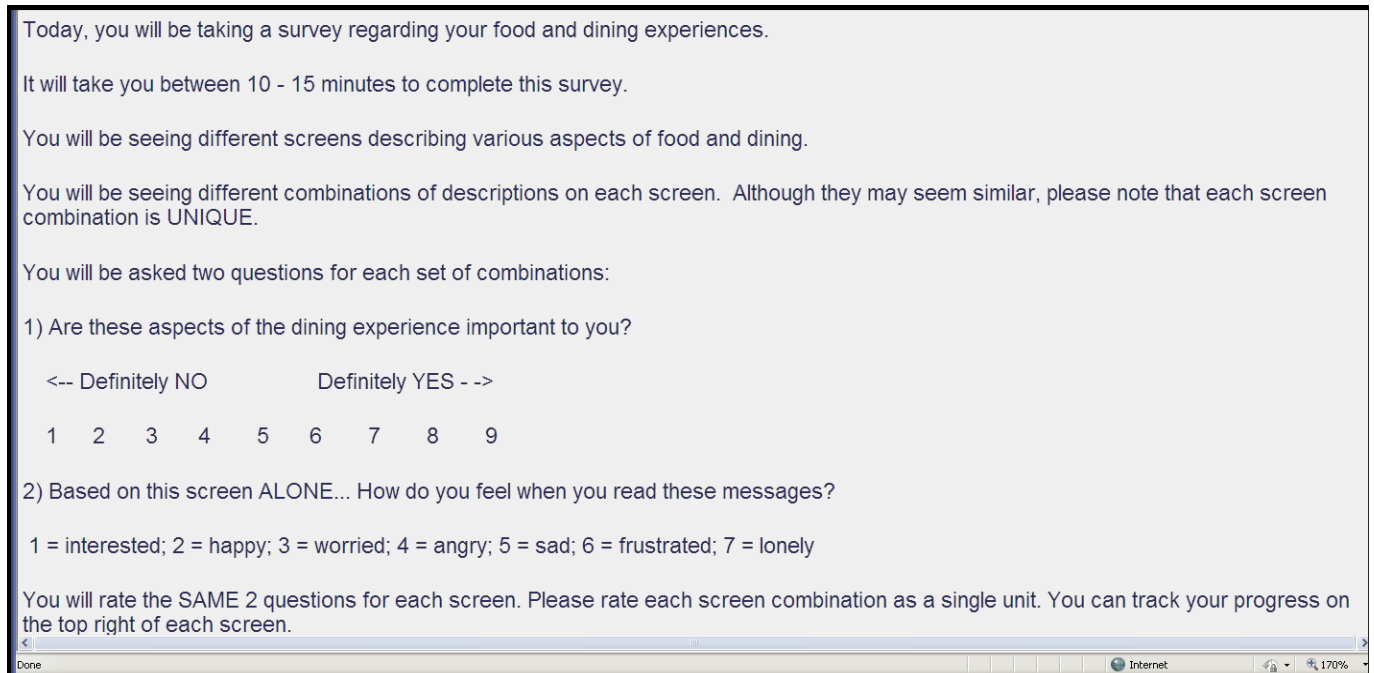 Today, you will be taking a survey regarding your food and dining experiences.
It will take you between 10 - 15 minutes to complete this survey.
You will be seeing different screens describing various aspects of food and dining.
You will be seeing different combinations of descriptions on each screen.  Although they may seem similar, please note that each screen
combination is UNIQUE.
You will be asked two questions for each set of combinations:
1) Are these aspects of the dining experience important to you?
<-- Definitely NO Definitely YES - ->
1 2 3 4 5 6 7 8 9
2) Based on this screen ALONE... How do you feel when you read these messages?
1 = interested; 2 = happy; 3 = worried; 4 = angry; 5 = sad; 6 = frustrated; 7 = lonely
You will rate the SAME 2 questions for each screen. Please rate each screen combination as a single unit. You can track your progress on
the top right of each screen.
Done Internet 170%